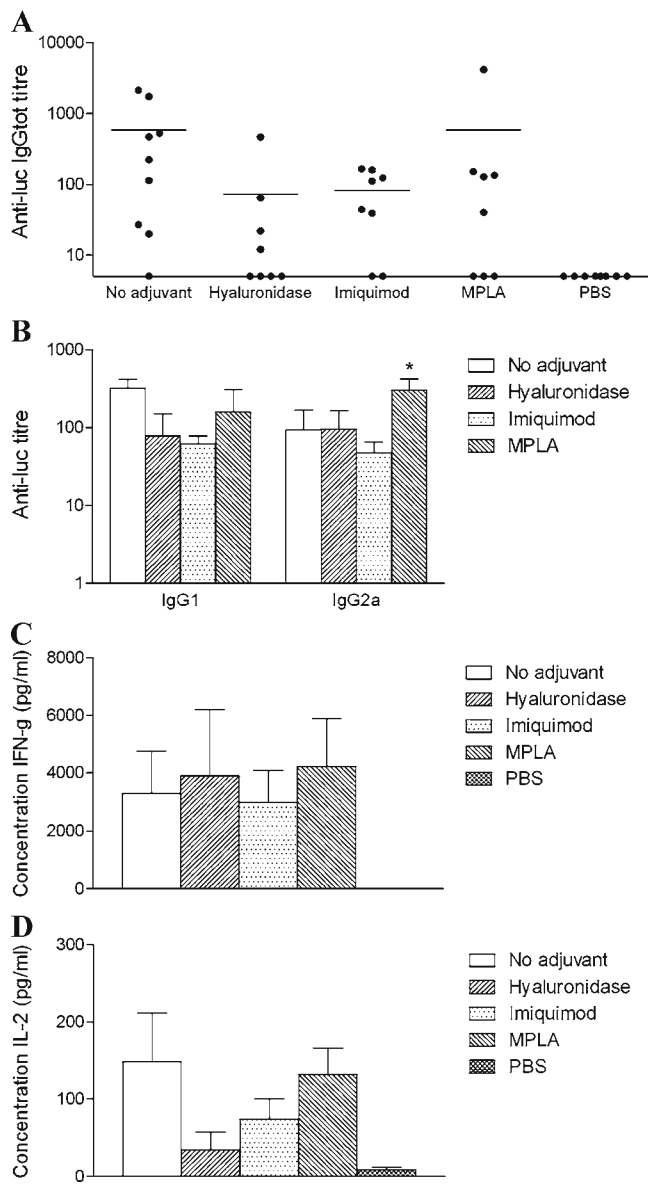 A
Anti-luc IgGtot titre
10000
1000
100
10
No adjuvant Hyaluronidase Imiquimod MPLA PBS
B
Anti-luc titre
1000
100
10
1
IgG1 IgG2a
*
No adjuvant
Hyaluronidase
Imiquimod
MPLA
C
Concentration IFN-g (pg/ml)
8000
6000
4000
2000
0
No adjuvant
Hyaluronidase
Imiquimod
MPLA
PBS
D
Concentration IL-2 (pg/ml)
300
200
100
0
No adjuvant
Hyaluronidase
Imiquimod
MPLA
PBS